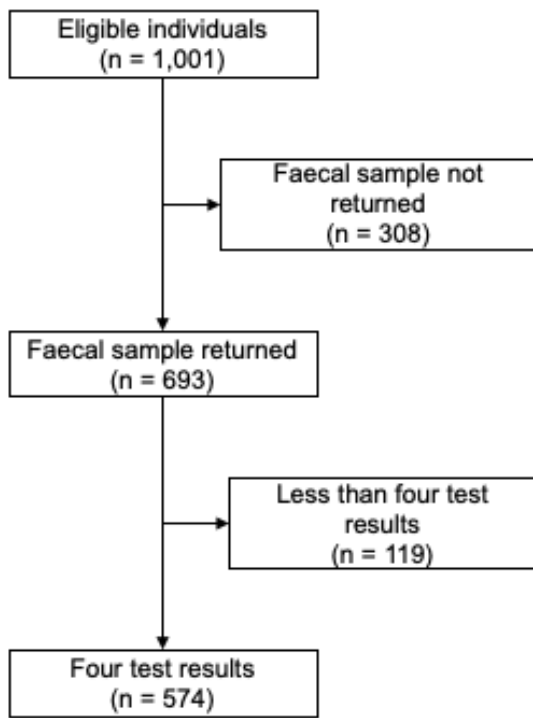 Eligible individuals
(n = 1,001)
Faecal sample not
returned
(n = 308)
Faecal sample returned
(n = 693)
Less than four test
results
(n = 119)
Four test results
(n = 574)